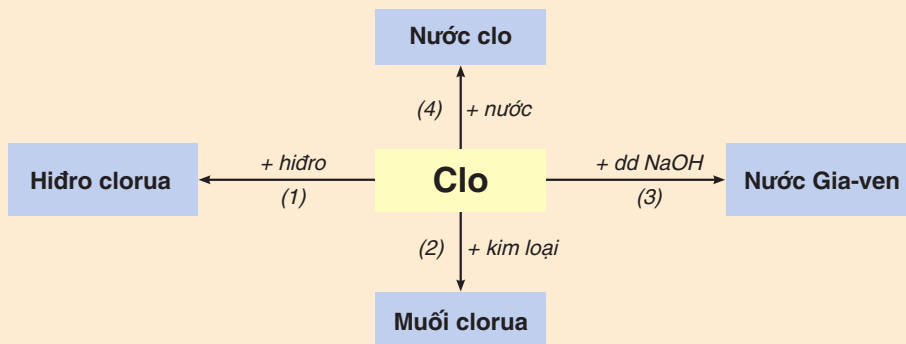 Nước clo
(4) + nước
Hiđro clorua
+ hiđro
(1)
Clo
+ dd NaOH
(3)
Nước Gia-ven
(2) + kim loại
Muối clorua